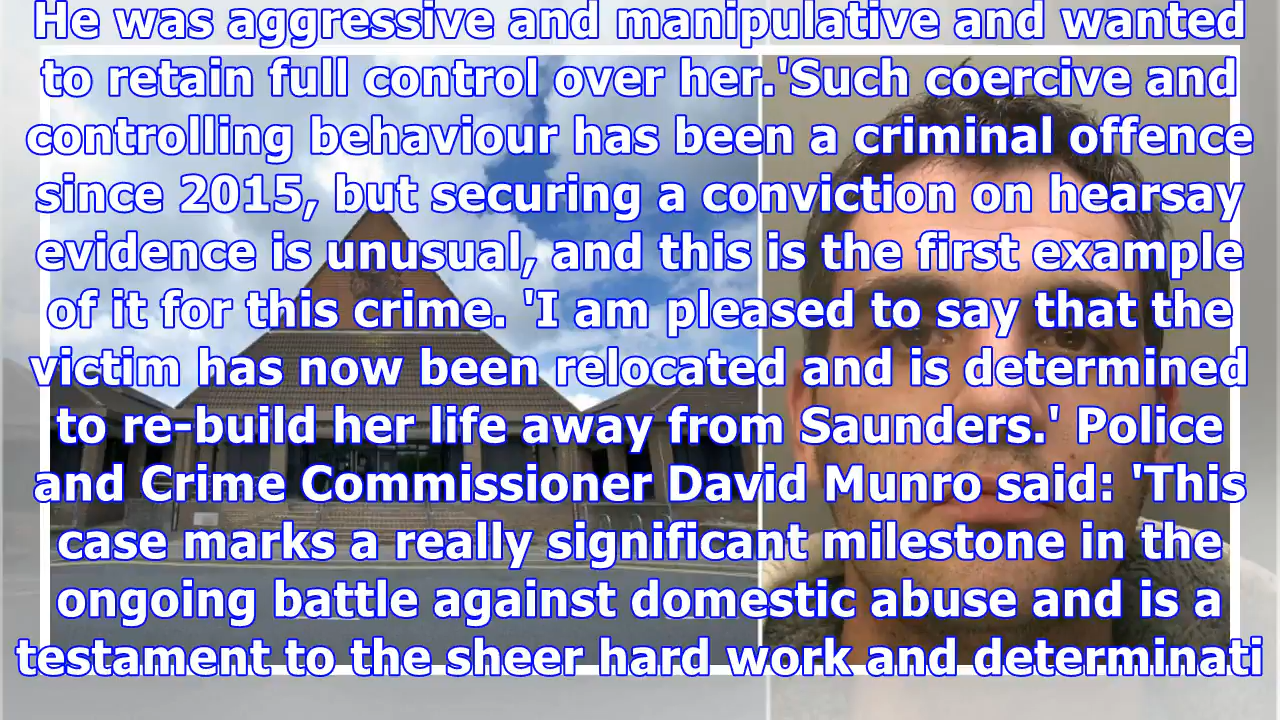 He was aggressive and manipulative and wanted
to retain full control over her.'Such coercive and
controlling behaviour has been a criminal offence
since 2015, but securing a conviction on hearsay
evidence is unusual, and this is the first example
of it for this crime. 'I am pleased to say that the
victim has now been relocated and is determined
to re-build her life away from Saunders.' Police
and Crime Commissioner David Munro said: 'This
case marks a really significant milestone in the
ongoing battle against domestic abuse and is a
testament to the sheer hard work and determinati